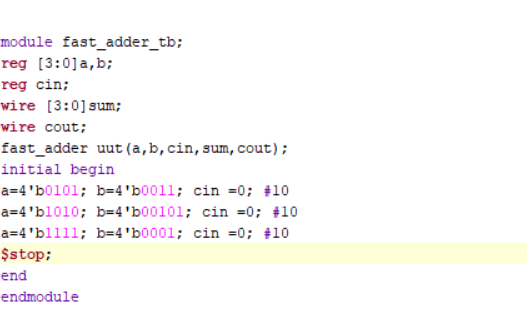 module fast_adder_tb;
reg [3:0]a,b;
reg cin;
wire [3:0]sum;
wire cout;
fast_adder uut(a,b,cin,sum,cout);
initial begin
a=4'b0101; b=4'b0011; cin =0; #10
a=4'b1010; b=4'b00101; cin =0; #10
a=4'b1111; b=4'b0001; cin =0; #10
$stop;
end
endmodule